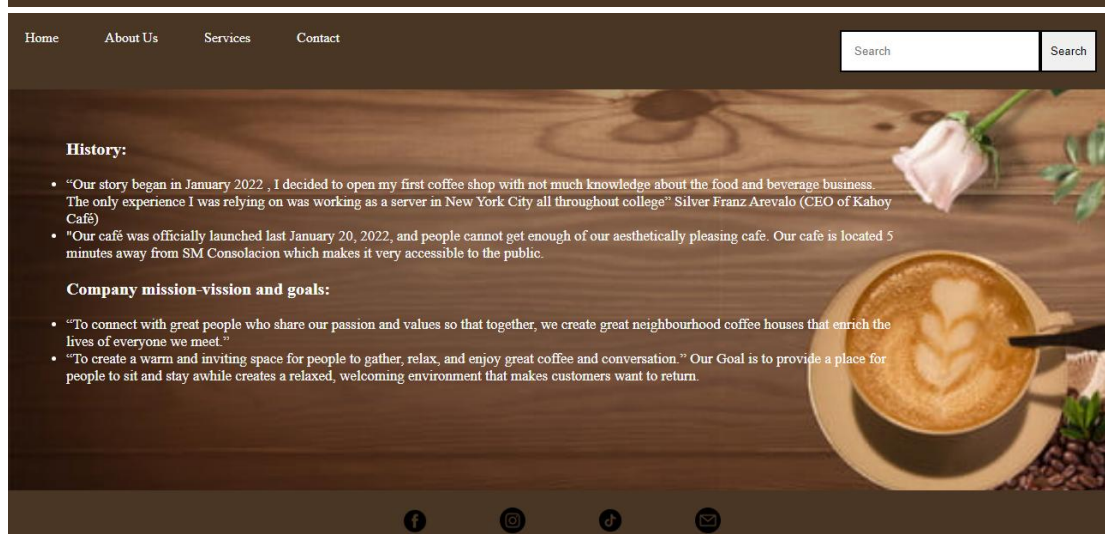 Home About Us Services Contact Search Search
History:
• “Our story began in January 2022 , I decided to open my first coffee shop with not much knowledge about the food and beverage business.
The only experience I was relying on was working as a server in New York City all throughout college” Silver Franz Arevalo (CEO of Kahoy
Café)
• "Our café was officially launched last January 20, 2022, and people cannot get enough of our aesthetically pleasing cafe. Our cafe is located 5
minutes away from SM Consolacion which makes it very accessible to the public.
Company mission-vission and goals:
• “To connect with great people who share our passion and values so that together, we create great neighbourhood coffee houses that enrich the
lives of everyone we meet.”
• “To create a warm and inviting space for people to gather, relax, and enjoy great coffee and conversation.” Our Goal is to provide a place for
people to sit and stay awhile creates a relaxed, welcoming environment that makes customers want to return.